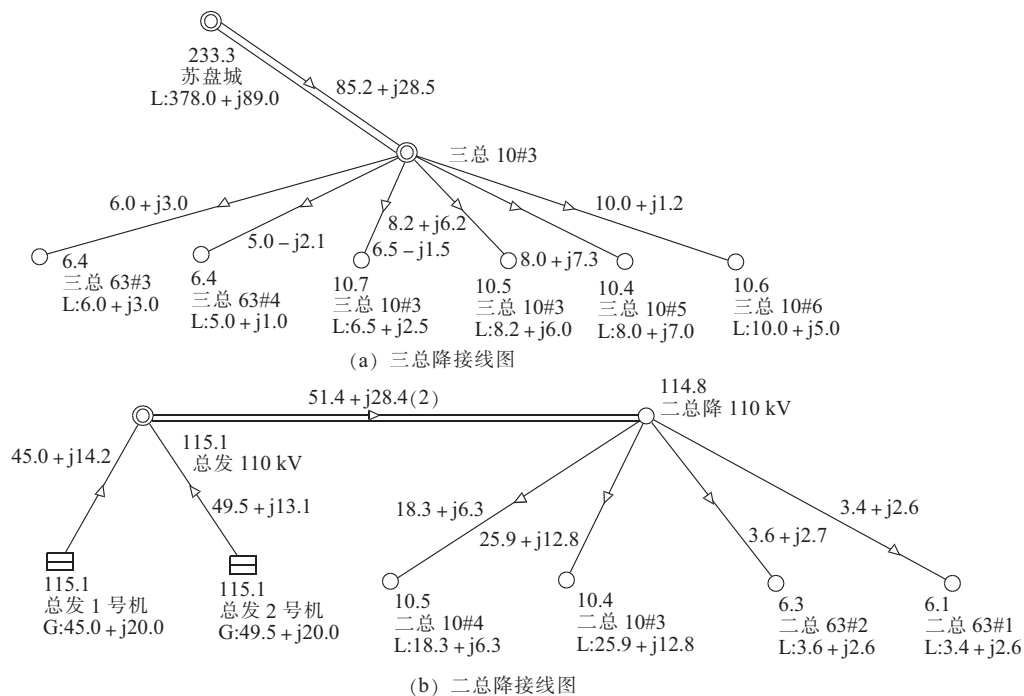 233.3
苏盘城
L:378.0+j89.0
85.2+j28.5
三总 10#3
6.0+j3.0
5.0−j2.1
8.2+j6.2
6.5−j1.5
8.0+j7.3
10.0+j1.2
6.4
三总 63#3
L:6.0+j3.0
6.4
三总 63#4
L:5.0+j1.0
10.7
三总 10#3
L:6.5+j2.5
10.5
三总 10#3
L:8.2+j6.0
10.4
三总 10#5
L:8.0+j7.0
10.6
三总 10#6
L:10.0+j5.0
(a) 三总降接线图
51.4+j28.4(2)
114.8
二总降 110 kV
115.1
总发 110 kV
45.0+j14.2
49.5+j13.1
18.3+j6.3
25.9+j12.8
3.6+j2.7
3.4+j2.6
115.1
总发 1 号机
G:45.0+j20.0
115.1
总发 2 号机
G:49.5+j20.0
10.5
二总 10#4
L:18.3+j6.3
10.4
二总 10#3
L:25.9+j12.8
6.3
二总 63#2
L:3.6+j2.6
6.1
二总 63#1
L:3.4+j2.6
(b) 二总降接线图